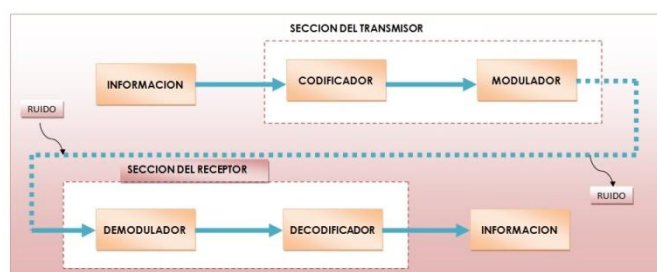 SECCION DEL TRANSMISOR
INFORMACION
CODIFICADOR
MODULADOR
RUIDO
SECCION DEL RECEPTOR
RUIDO
DEMODULADOR
DECODIFICADOR
INFORMACION